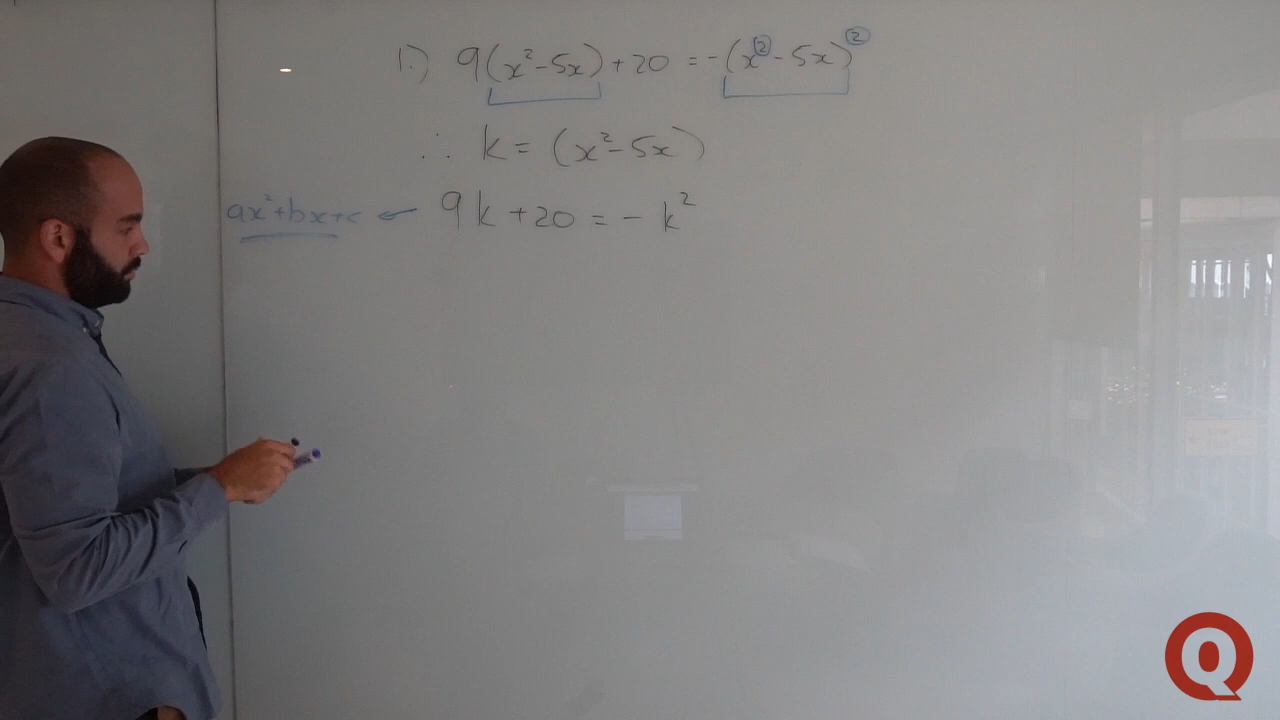 1.) 9(x²-5x)+20 = -(x²-5x)²
∴ k = (x²-5x)
ax²+bx+c ← 9k+20 = -k²
Q